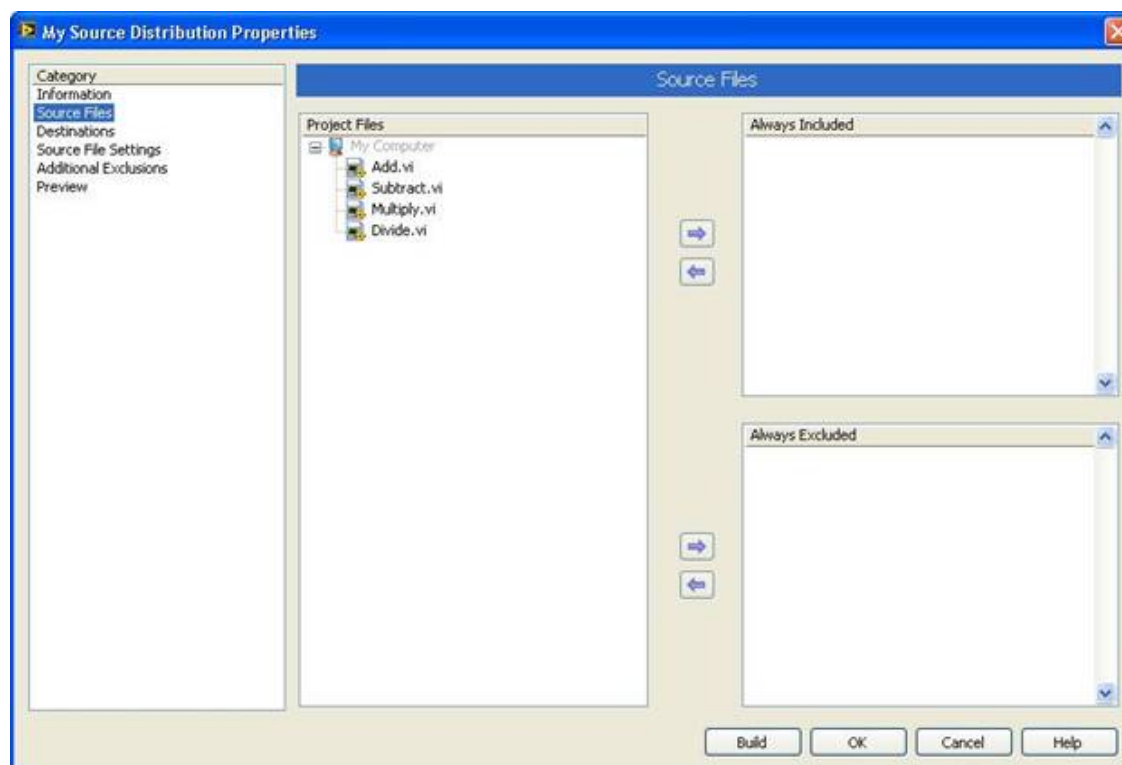 My Source Distribution Properties
Category
Information
Source Files
Destinations
Source File Settings
Additional Exclusions
Preview
Source Files
Project Files
My Computer
Add.vi
Subtract.vi
Multiply.vi
Divide.vi
Always Included
Always Excluded
Build
OK
Cancel
Help